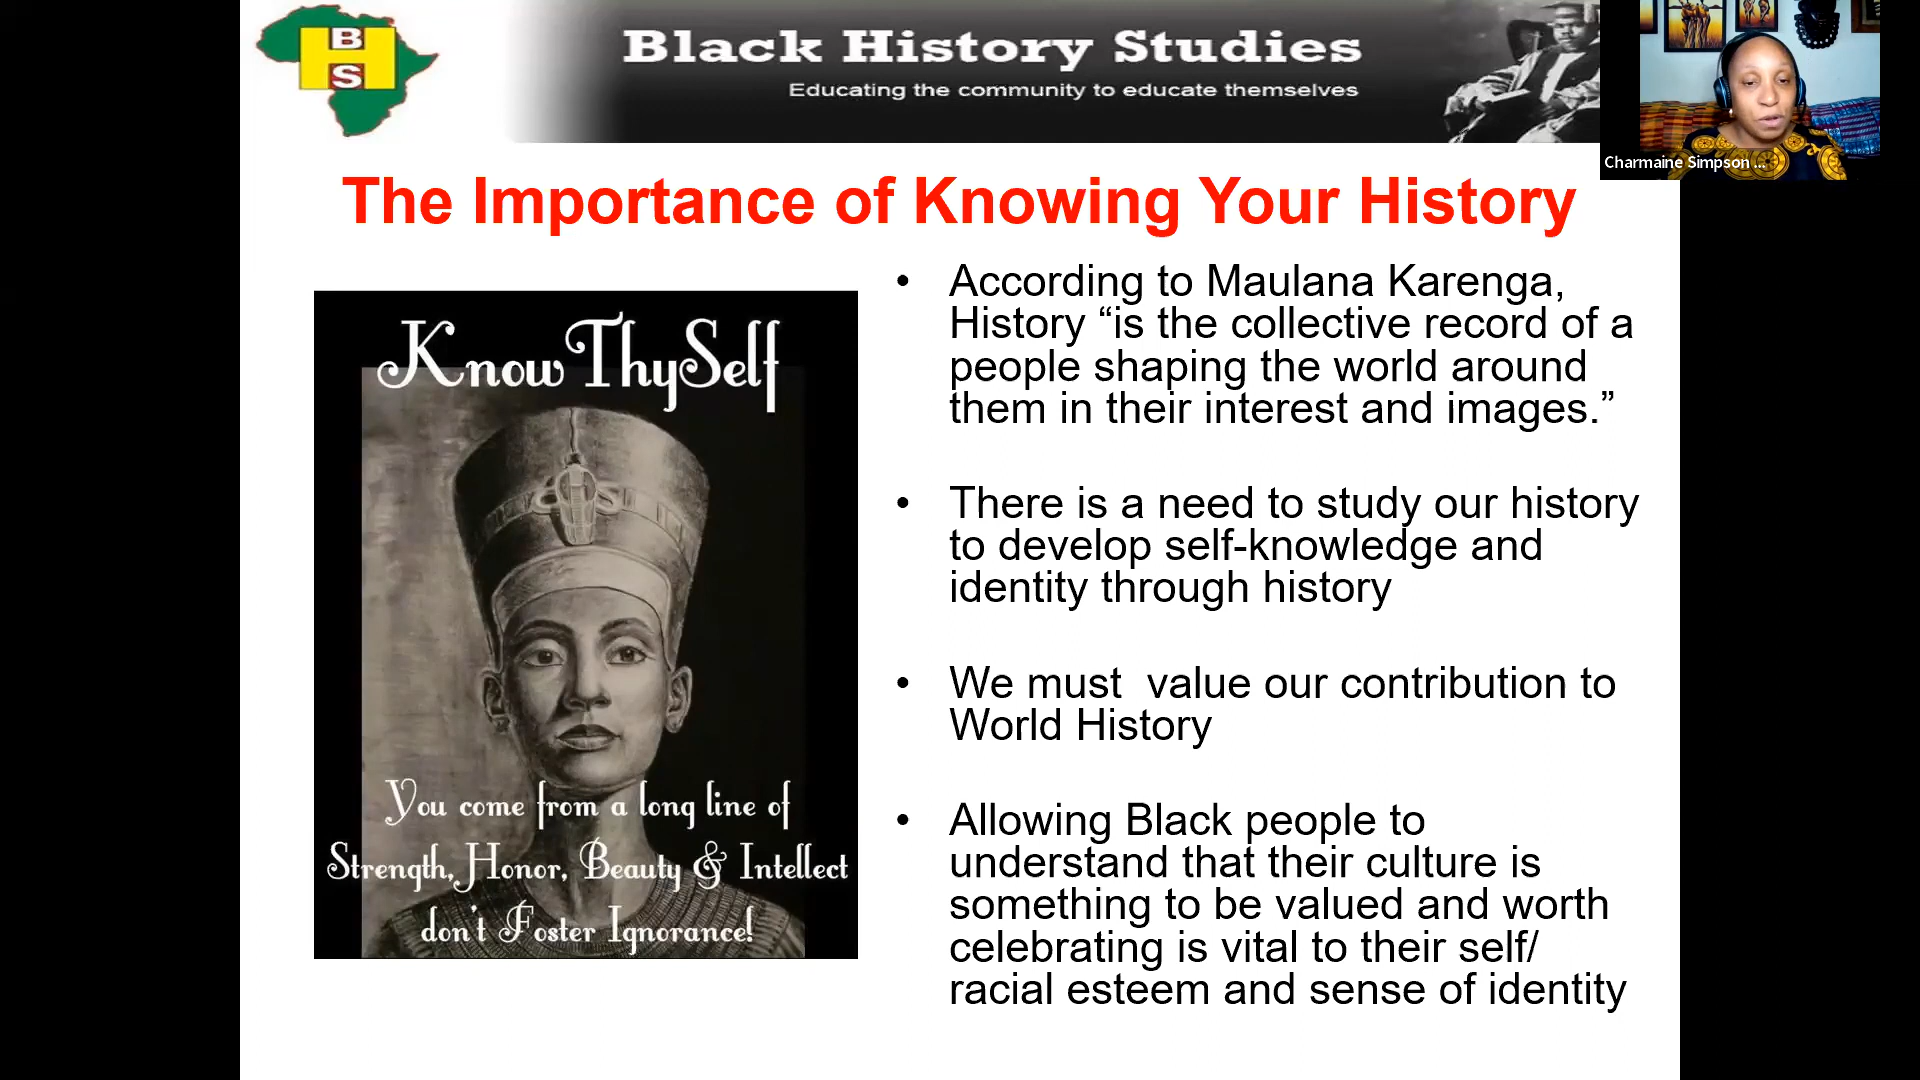 B
H
S
Black History Studies
Educating the community to educate themselves
Charmaine Simpson ...
The Importance of Knowing Your History
Know Thy Self
You come from a long line of
Strength, Honor, Beauty & Intellect
don't Foster Ignorance!
• According to Maulana Karenga,
History “is the collective record of a
people shaping the world around
them in their interest and images.”
• There is a need to study our history
to develop self-knowledge and
identity through history
• We must  value our contribution to
World History
• Allowing Black people to
understand that their culture is
something to be valued and worth
celebrating is vital to their self/
racial esteem and sense of identity